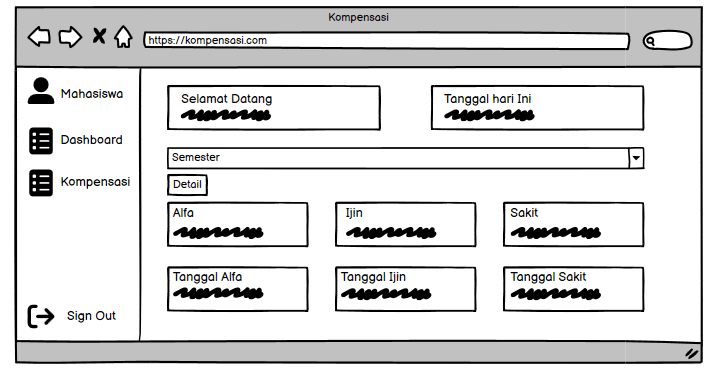 Kompensasi
https://kompensasi.com
Mahasiswa
Dashboard
Kompensasi
Sign Out
Selamat Datang
Tanggal hari Ini
Semester
Detail
Alfa
Ijin
Sakit
Tanggal Alfa
Tanggal Ijin
Tanggal Sakit